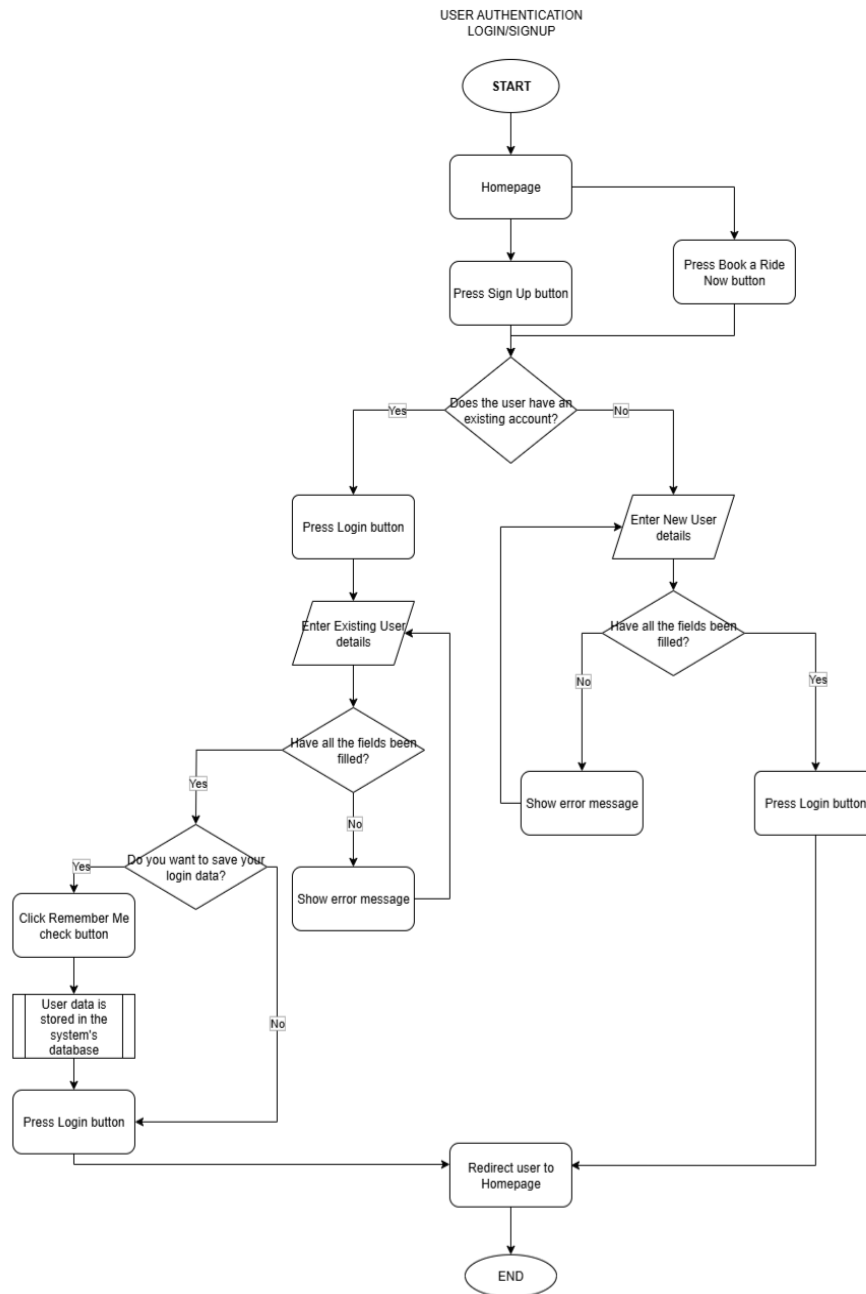 USER AUTHENTICATION
LOGIN/SIGNUP
START
Homepage
Press Sign Up button
Press Book a Ride
Now button
Does the user have an
existing account?
Yes
No
Press Login button
Enter New User
details
Enter Existing User
details
Have all the fields been
filled?
No
Yes
Have all the fields been
filled?
Yes
No
Show error message
Press Login button
Do you want to save your
login data?
Yes
No
Show error message
Click Remember Me
check button
User data is
stored in the
system's
database
Press Login button
Redirect user to
Homepage
END